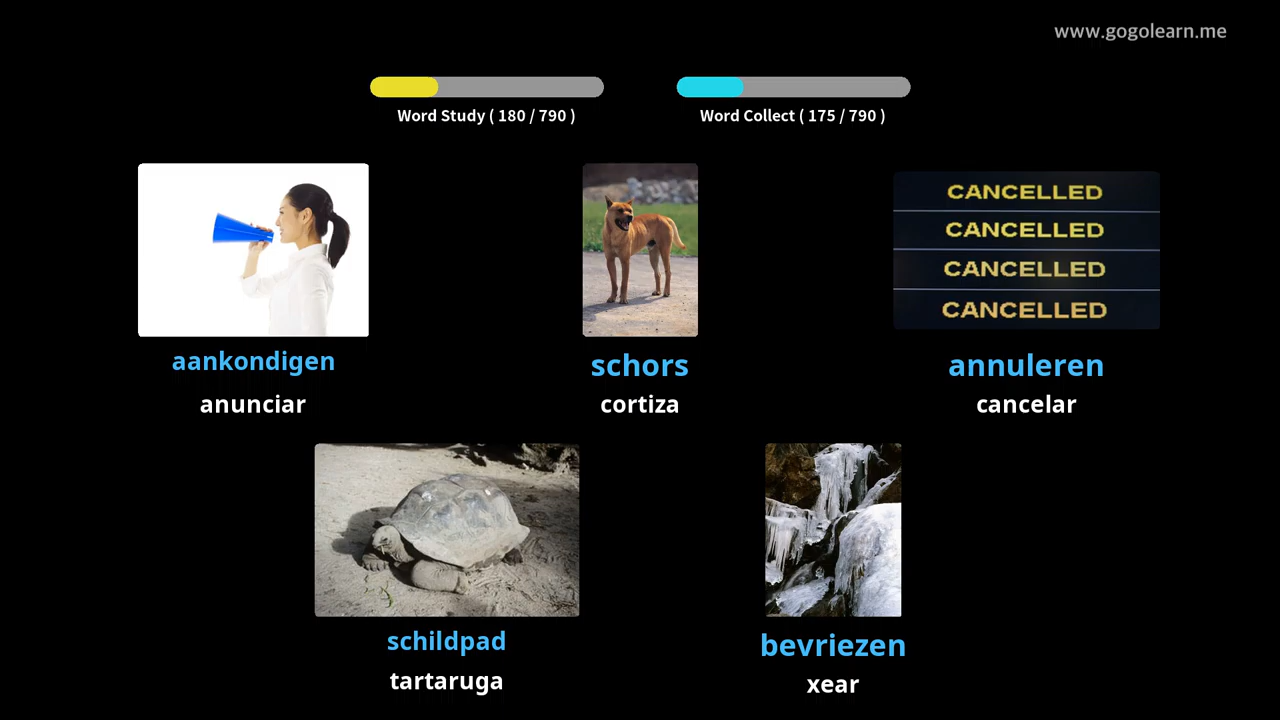 www.gogolearn.me
Word Study ( 180 / 790 )
Word Collect ( 175 / 790 )
CANCELLED
CANCELLED
CANCELLED
CANCELLED
aankondigen
schors
annuleren
anunciar
cortiza
cancelar
schildpad
bevriezen
tartaruga
xear